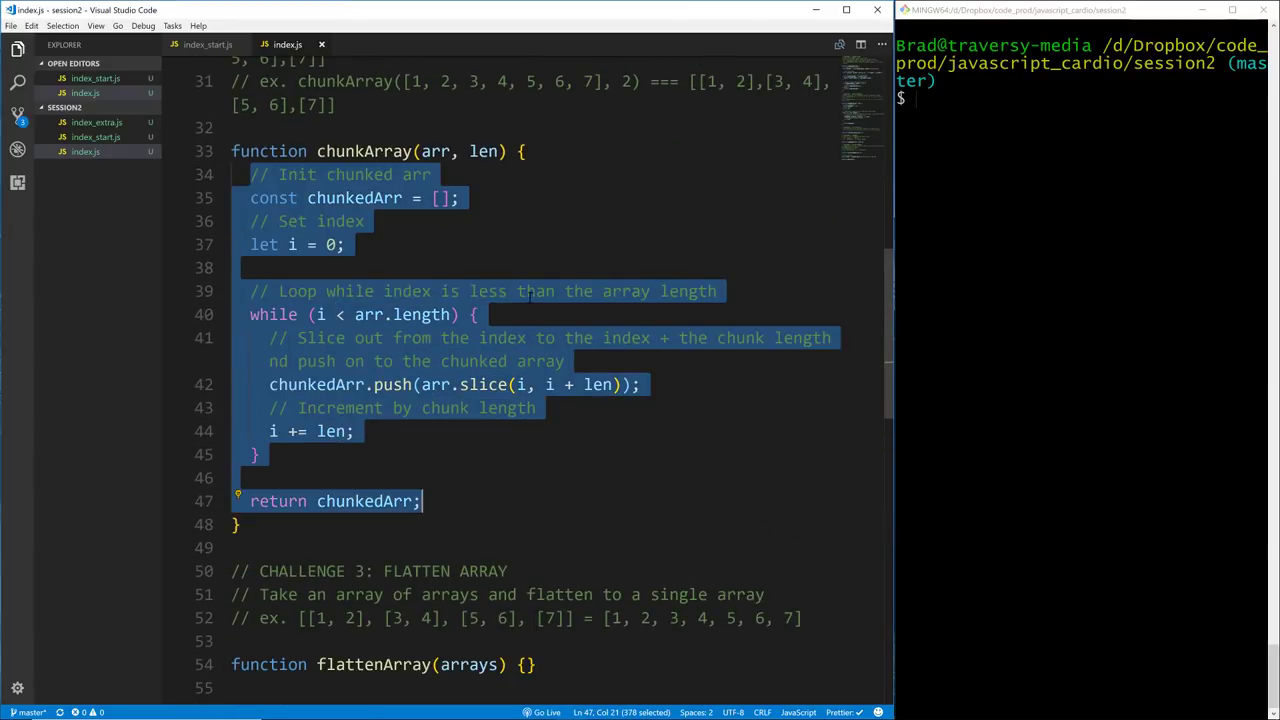 index.js - session2 - Visual Studio Code
File Edit Selection View Go Debug Tasks Help
EXPLORER
OPEN EDITORS
index_start.js U
index.js U
SESSION2
index_extra.js U
index_start.js U
index.js U
3
index_start.js index.js
5, 6],[7]]
31 ex. chunkArray([1, 2, 3, 4, 5, 6, 7], 2) === [[1, 2],[3, 4],
[5, 6],[7]]
32
33 function chunkArray(arr, len) {
34 // Init chunked arr
35 const chunkedArr = [];
36 // Set index
37 let i = 0;
38
39 // Loop while index is less than the array length
40 while (i < arr.length) {
41 // Slice out from the index to the index + the chunk length
nd push on to the chunked array
42 chunkedArr.push(arr.slice(i, i + len));
43 // Increment by chunk length
44 i += len;
45 }
46
47 return chunkedArr;
48 }
49
50 // CHALLENGE 3: FLATTEN ARRAY
51 // Take an array of arrays and flatten to a single array
52 // ex. [[1, 2], [3, 4], [5, 6], [7]] = [1, 2, 3, 4, 5, 6, 7]
53
54 function flattenArray(arrays) {}
55
master* 0 0 Go Live Ln 47, Col 21 (378 selected) Spaces: 2 UTF-8 CRLF JavaScript Prettier:
MINGW64:/d/Dropbox/code_prod/javascript_cardio/session2
Brad@traversy-media /d/Dropbox/code_
prod/javascript_cardio/session2 (mas
ter)
$